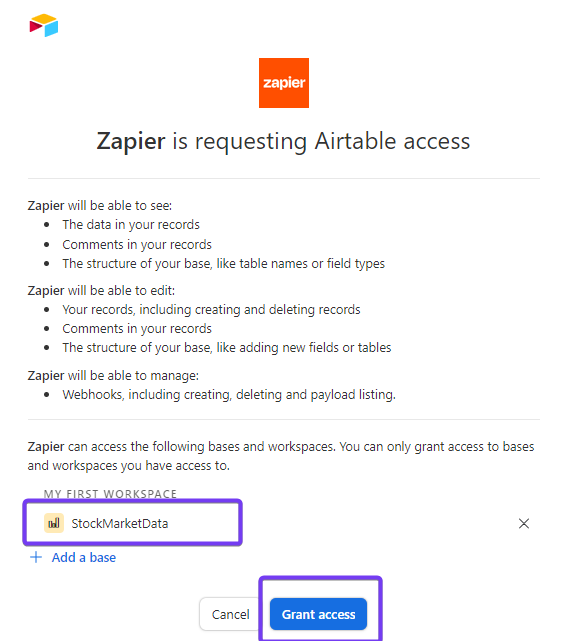 zapier
Zapier is requesting Airtable access
Zapier will be able to see:
The data in your records
Comments in your records
The structure of your base, like table names or field types
Zapier will be able to edit:
Your records, including creating and deleting records
Comments in your records
The structure of your base, like adding new fields or tables
Zapier will be able to manage:
Webhooks, including creating, deleting and payload listing.
Zapier can access the following bases and workspaces. You can only grant access to bases
and workspaces you have access to.
MY FIRST WORKSPACE
StockMarketData
+ Add a base
Cancel
Grant access